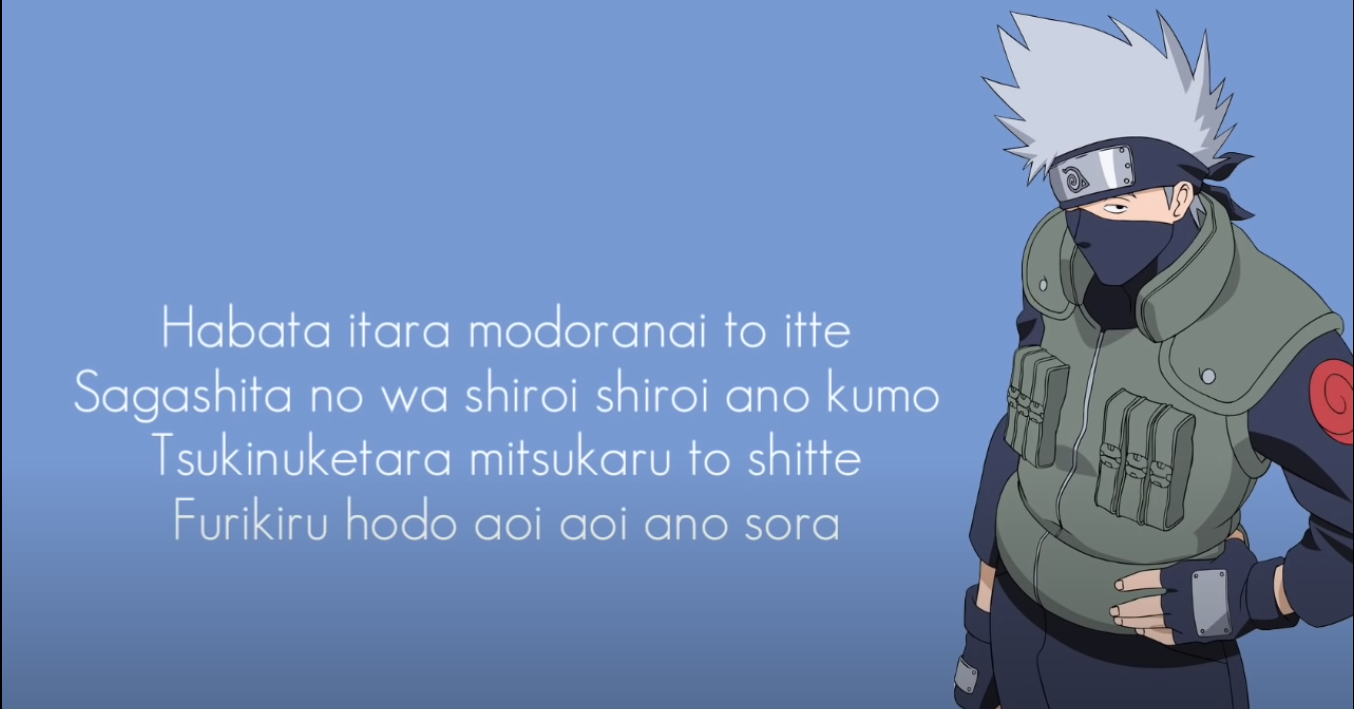 Habata itara modoranai to itte
Sagashita no wa shiroi shiroi ano kumo
Tsukinuketara mitsukaru to shitte
Furikiru hodo aoi aoi ano sora